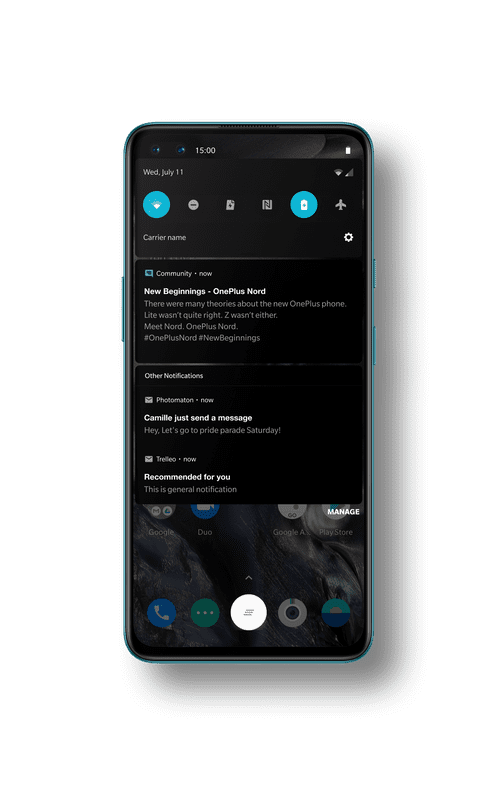 15:00
Wed, July 11
Carrier name
Community • now
New Beginnings - OnePlus Nord
There were many theories about the new OnePlus phone.
Lite wasn't quite right. Z wasn't either.
Meet Nord. OnePlus Nord.
#OnePlusNord #NewBeginnings
Other Notifications
Photomaton • now
Camille just send a message
Hey, Let's go to pride parade Saturday!
Trelleo • now
Recommended for you
This is general notification
MANAGE
Google
Duo
Google A...
Play Store